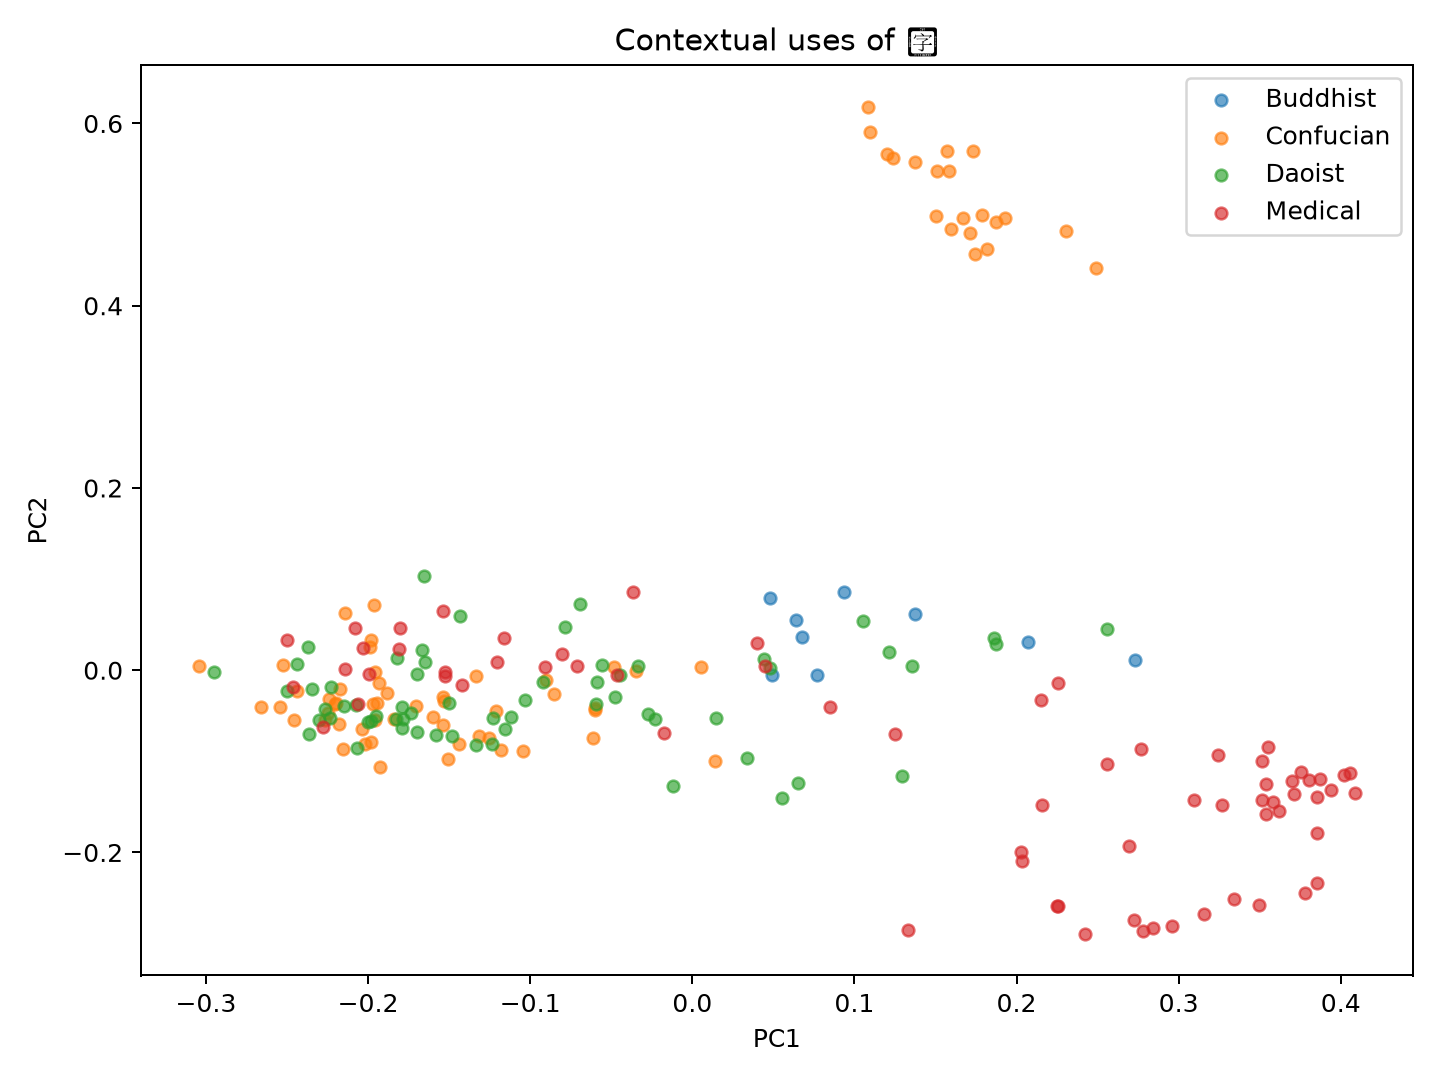 Contextual uses of 字
Buddhist
Confucian
Daoist
Medical
PC2
0.6
0.4
0.2
0.0
−0.2
−0.3 −0.2 −0.1 0.0 0.1 0.2 0.3 0.4
PC1